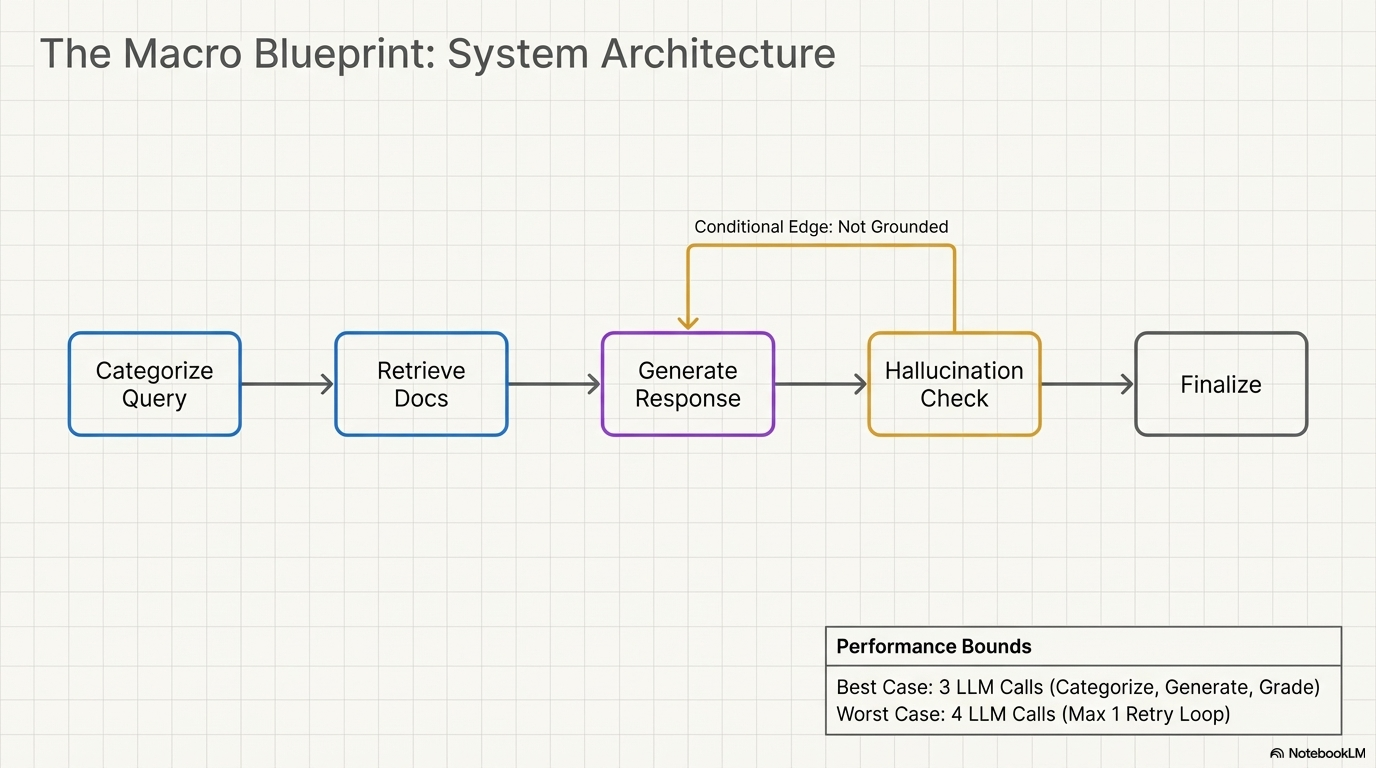 The Macro Blueprint: System Architecture
Conditional Edge: Not Grounded
Categorize
Query
Retrieve
Docs
Generate
Response
Hallucination
Check
Finalize
Performance Bounds
Best Case: 3 LLM Calls (Categorize, Generate, Grade)
Worst Case: 4 LLM Calls (Max 1 Retry Loop)
NotebookLM